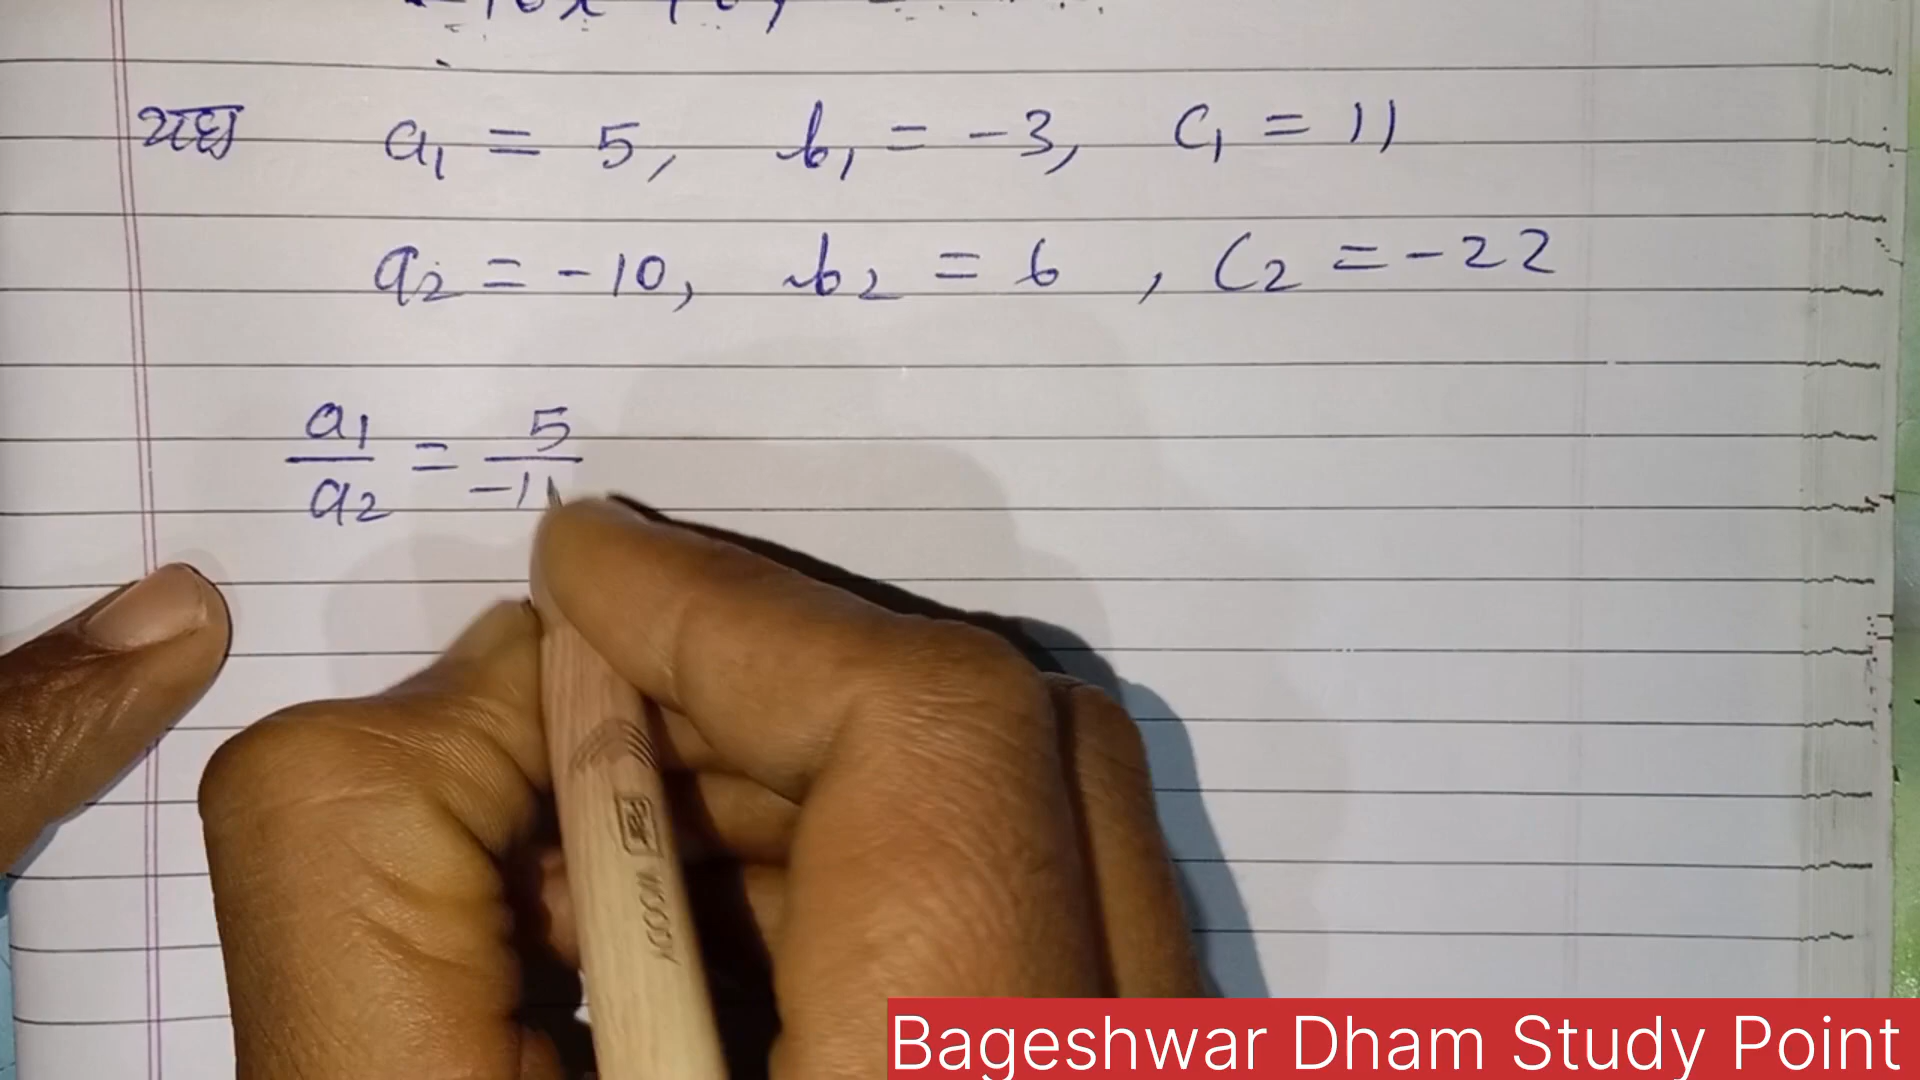 यहाँ a₁ = 5, b₁ = -3, c₁ = 11
a₂ = -10, b₂ = 6 , c₂ = -22
a₁/a₂ = 5/-1
Bageshwar Dham Study Point